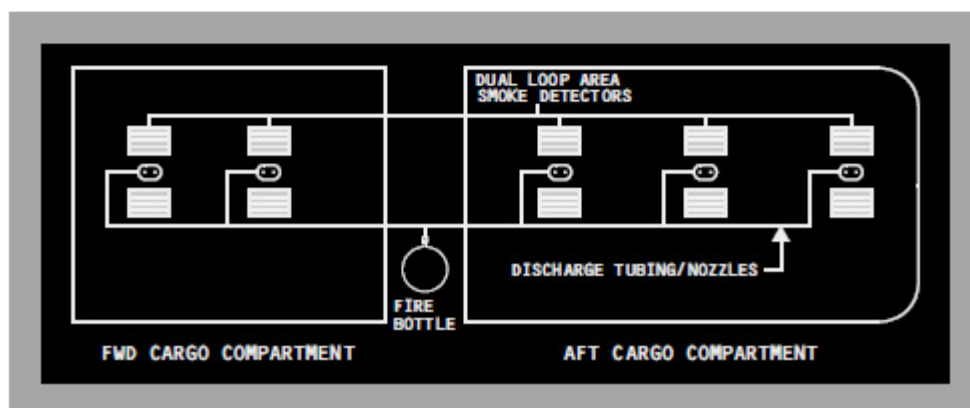 DUAL LOOP AREA
SMOKE DETECTORS
DISCHARGE TUBING/NOZZLES
FIRE
BOTTLE
FWD CARGO COMPARTMENT
AFT CARGO COMPARTMENT